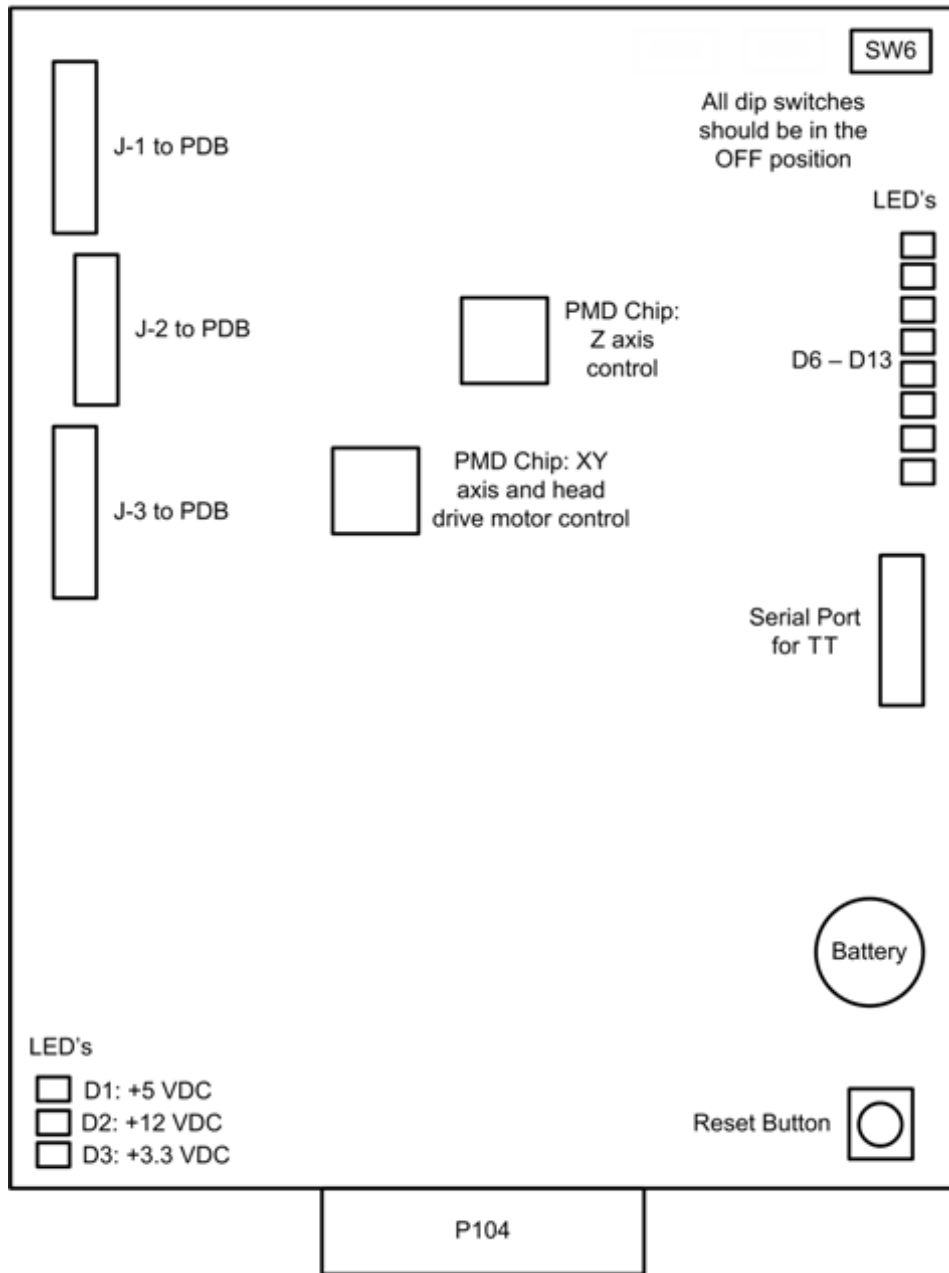 SW6
All dip switches
should be in the
OFF position
J-1 to PDB
LED's
J-2 to PDB
PMD Chip:
Z axis
control
D6 – D13
J-3 to PDB
PMD Chip: XY
axis and head
drive motor control
Serial Port
for TT
Battery
LED's
D1: +5 VDC
D2: +12 VDC
D3: +3.3 VDC
Reset Button
P104